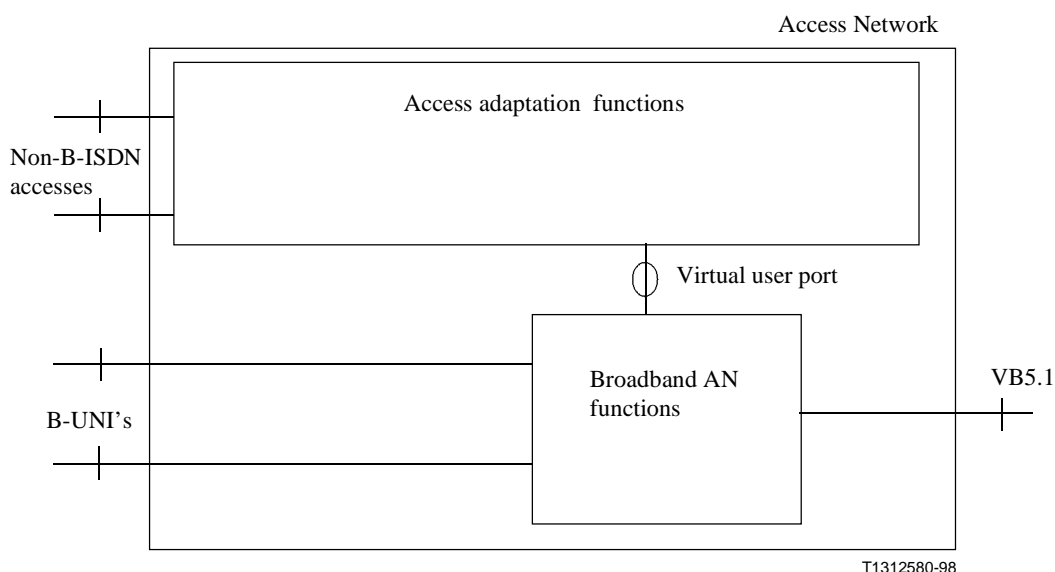 Access Network
Access adaptation functions
Non-B-ISDN
accesses
Virtual user port
Broadband AN
functions
VB5.1
B-UNI's
T1312580-98